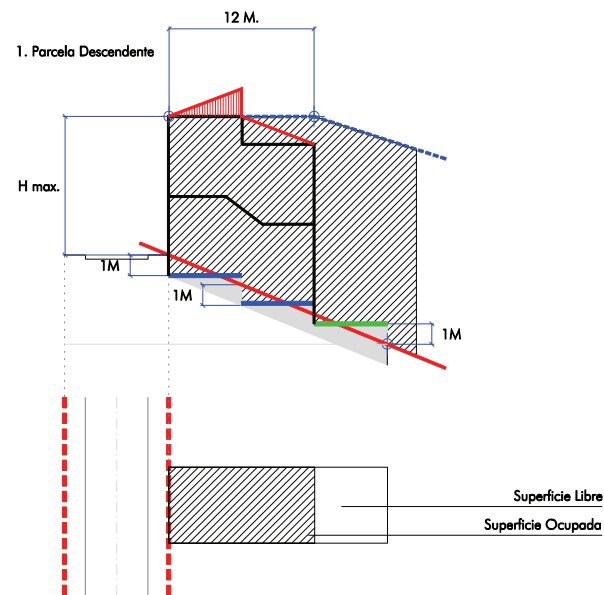 12 M.
1. Parcela Descendente
H max.
1M
1M
1M
Superficie Libre
Superficie Ocupada